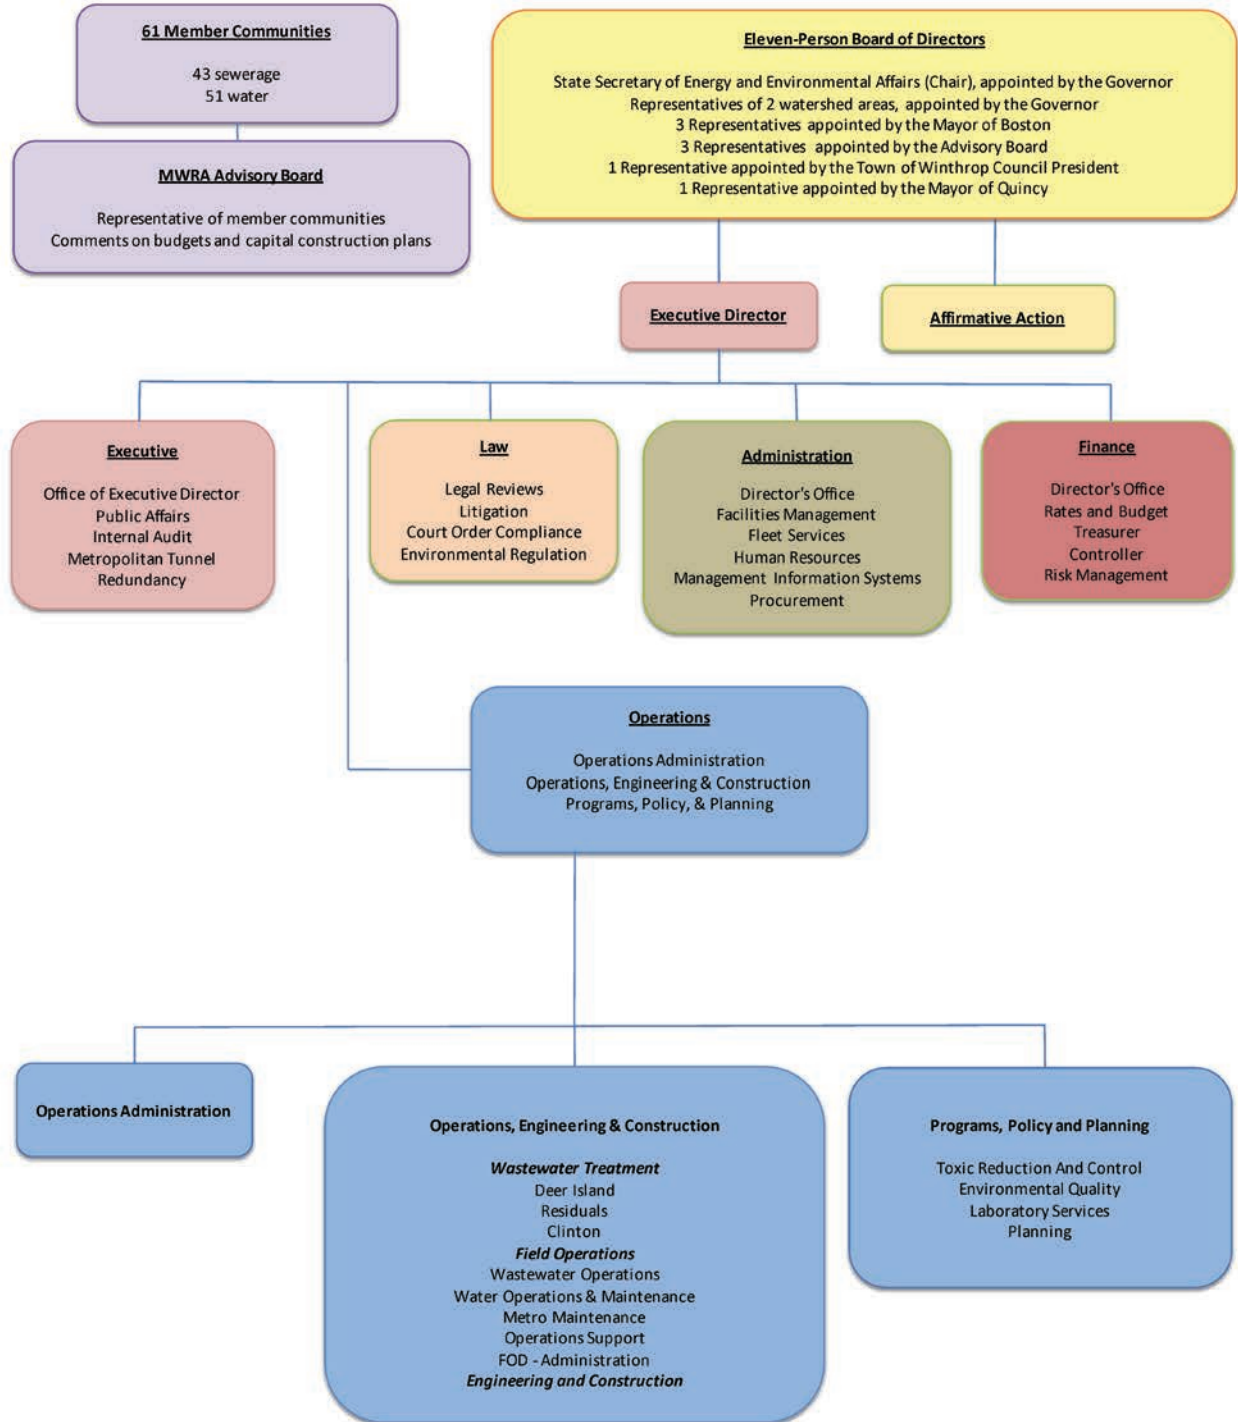 61 Member Communities
43 sewerage
51 water
MWRA Advisory Board
Representative of member communities
Comments on budgets and capital construction plans
Eleven-Person Board of Directors
State Secretary of Energy and Environmental Affairs (Chair), appointed by the Governor
Representatives of 2 watershed areas, appointed by the Governor
3 Representatives appointed by the Mayor of Boston
3 Representatives appointed by the Advisory Board
1 Representative appointed by the Town of Winthrop Council President
1 Representative appointed by the Mayor of Quincy
Executive Director
Affirmative Action
Executive
Office of Executive Director
Public Affairs
Internal Audit
Metropolitan Tunnel
Redundancy
Law
Legal Reviews
Litigation
Court Order Compliance
Environmental Regulation
Administration
Director's Office
Facilities Management
Fleet Services
Human Resources
Management Information Systems
Procurement
Finance
Director's Office
Rates and Budget
Treasurer
Controller
Risk Management
Operations
Operations Administration
Operations, Engineering & Construction
Programs, Policy, & Planning
Operations Administration
Operations, Engineering & Construction
Wastewater Treatment
Deer Island
Residuals
Clinton
Field Operations
Wastewater Operations
Water Operations & Maintenance
Metro Maintenance
Operations Support
FOD - Administration
Engineering and Construction
Programs, Policy and Planning
Toxic Reduction And Control
Environmental Quality
Laboratory Services
Planning